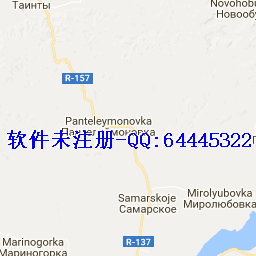 Таинты
Novohob
Новообу
R-157
Panteleymonovka
软件未注册-QQ:64445322
Samarskoje
Самарское
Mirolyubovka
Миролюбовка
Marinogorka
Мариногорка
R-137